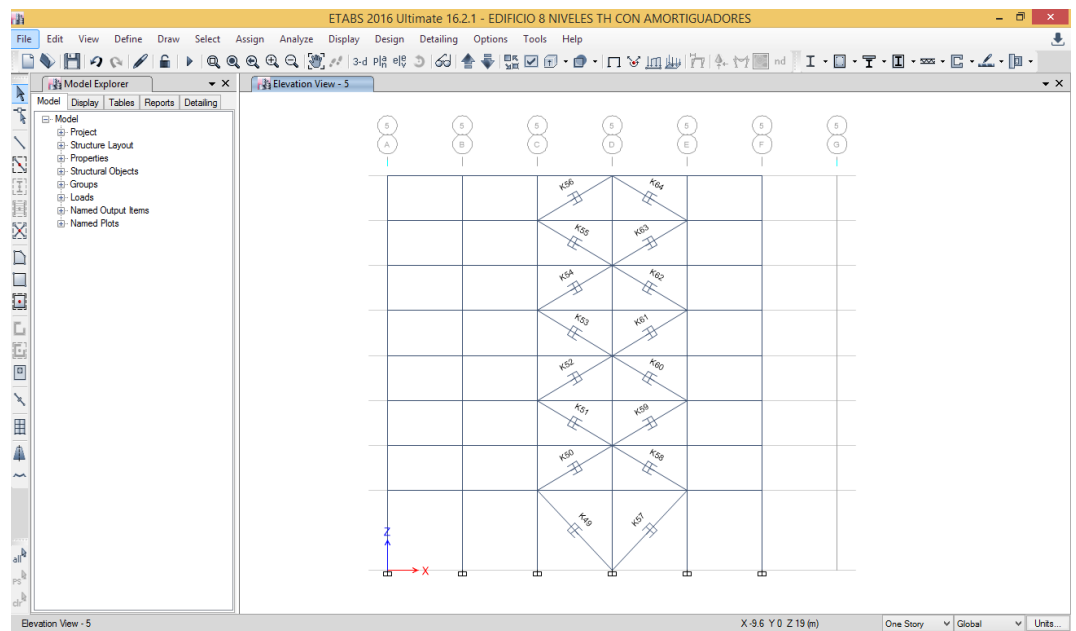 ETABS 2016 Ultimate 16.2.1 - EDIFICIO 8 NIVELES TH CON AMORTIGUADORES
File Edit View Define Draw Select Assign Analyze Display Design Detailing Options Tools Help
3-d nd
Model Explorer
Elevation View - 5
Model Display Tables Reports Detailing
Model
Project
Structure Layout
Properties
Structural Objects
Groups
Loads
Named Output Items
Named Plots
5 5 5 5 5 5 5
A B C D E F G
K56 K64
K55 K63
K54 K62
K53 K61
K52 K60
K51 K59
K50 K58
K49 K57
Z
X
all
ps
clr
Elevation View - 5
X -9.6 Y 0 Z 19 (m)
One Story
Global
Units...